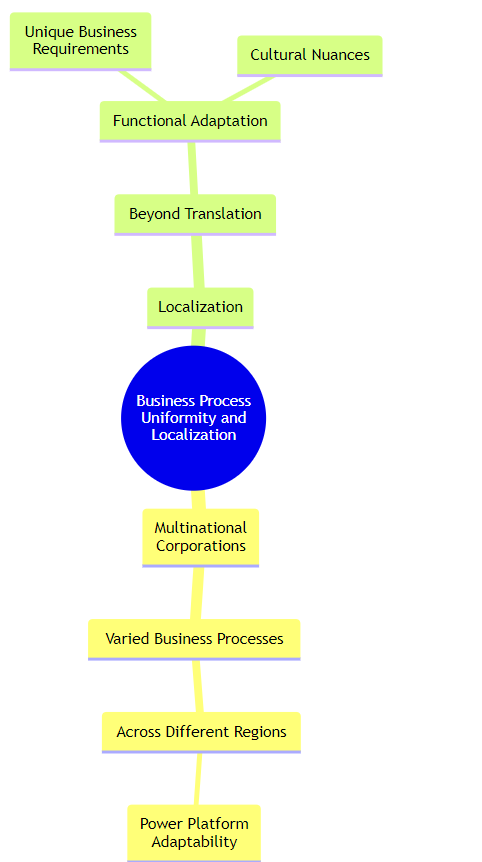 Unique Business
Requirements
Cultural Nuances
Functional Adaptation
Beyond Translation
Localization
Business Process
Uniformity and
Localization
Multinational
Corporations
Varied Business Processes
Across Different Regions
Power Platform
Adaptability